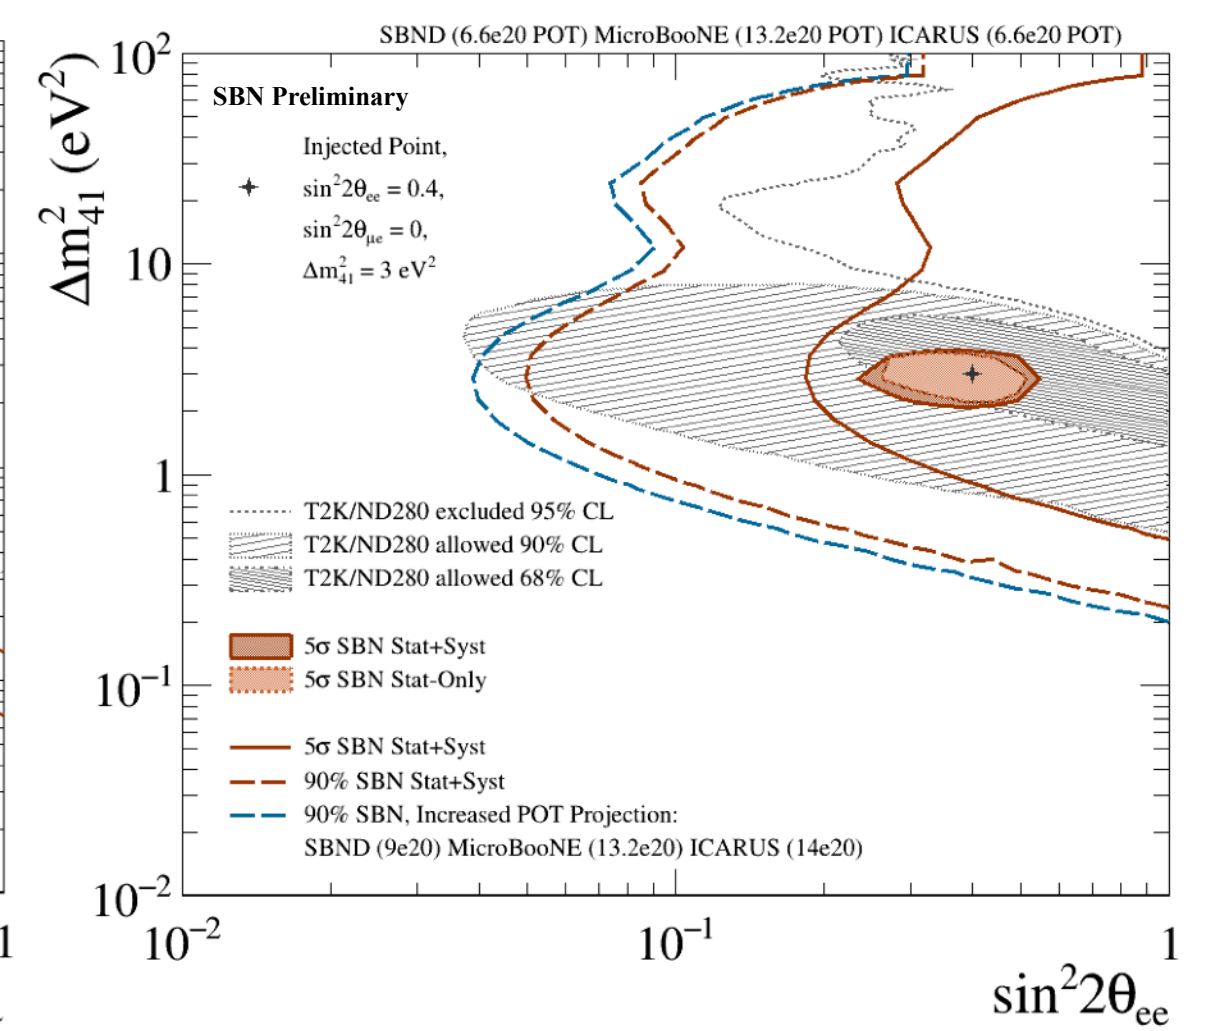 SBND (6.6e20 POT) MicroBooNE (13.2e20 POT) ICARUS (6.6e20 POT)
SBN Preliminary
Injected Point,
sin²2θee = 0.4,
sin²2θμe = 0,
Δm²41 = 3 eV²
T2K/ND280 excluded 95% CL
T2K/ND280 allowed 90% CL
T2K/ND280 allowed 68% CL
5σ SBN Stat+Syst
5σ SBN Stat-Only
5σ SBN Stat+Syst
90% SBN Stat+Syst
90% SBN, Increased POT Projection:
SBND (9e20) MicroBooNE (13.2e20) ICARUS (14e20)
Δm²41 (eV²)
10²
10
1
10⁻¹
10⁻²
1
10⁻²
10⁻¹
1
sin²2θee